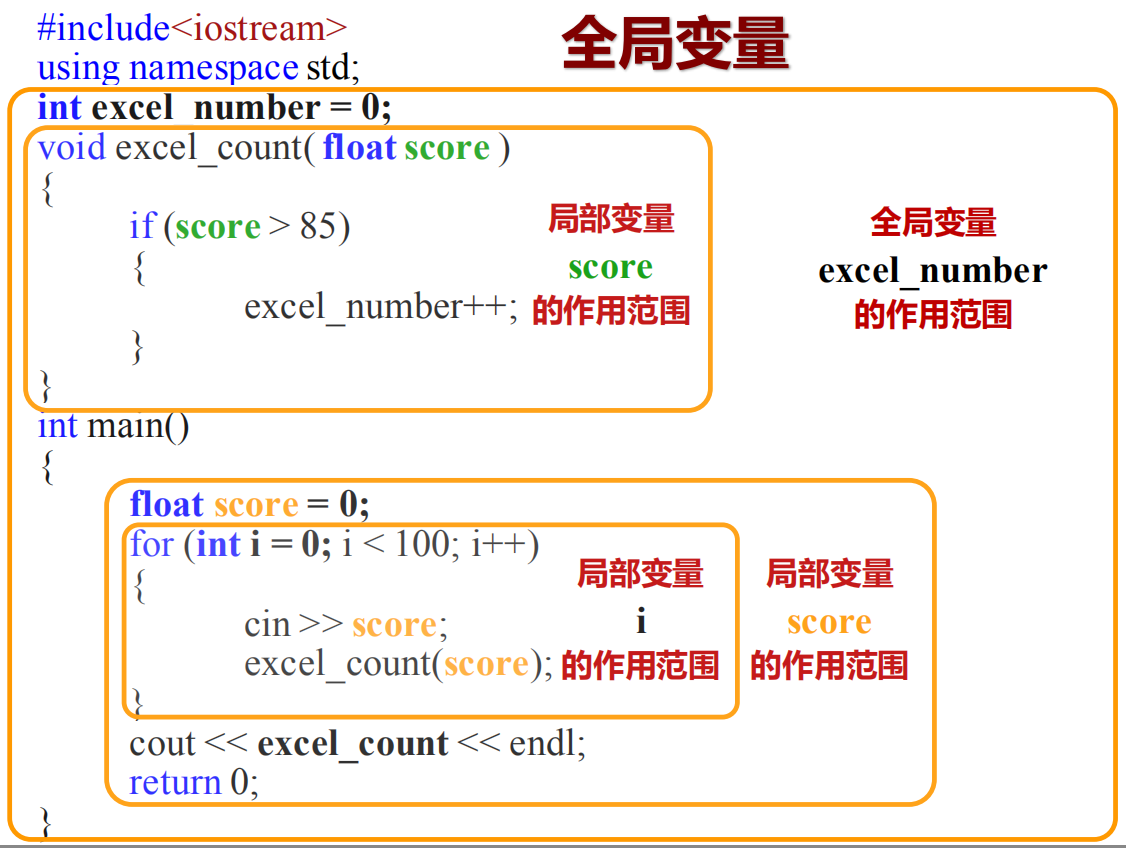 #include<iostream>
全局变量
using namespace std;
int excel_number = 0;
void excel_count( float score )
{
if (score > 85)
{
excel_number++;
}
}
局部变量
score
的作用范围
全局变量
excel_number
的作用范围
int main()
{
float score = 0;
for (int i = 0; i < 100; i++)
{
cin >> score;
excel_count(score);
}
局部变量
i
的作用范围
局部变量
score
的作用范围
cout << excel_count << endl;
return 0;
}